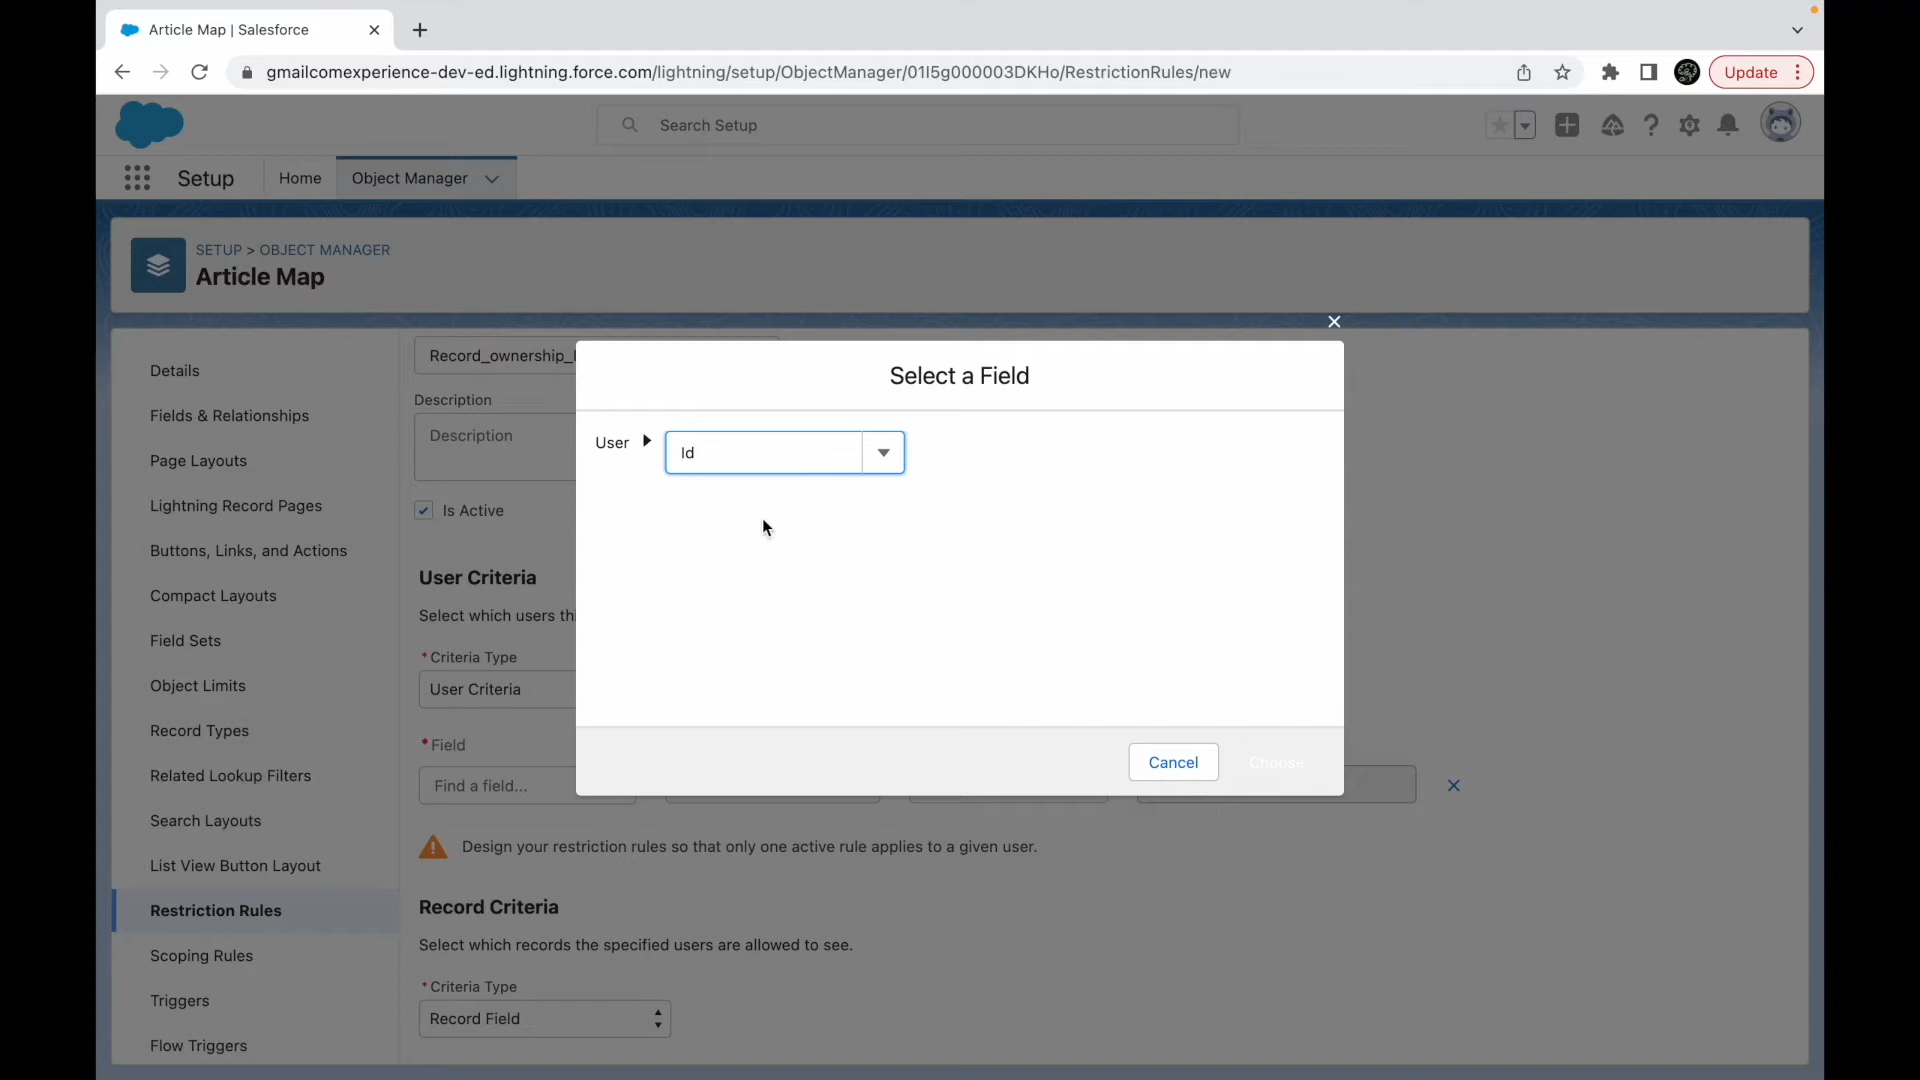 Article Map | Salesforce
gmailcomexperience-dev-ed.lightning.force.com/lightning/setup/ObjectManager/01I5g000003DKHo/RestrictionRules/new
Update
Search Setup
Setup
Home
Object Manager
SETUP > OBJECT MANAGER
Article Map
Details
Fields & Relationships
Page Layouts
Lightning Record Pages
Buttons, Links, and Actions
Compact Layouts
Field Sets
Object Limits
Record Types
Related Lookup Filters
Search Layouts
List View Button Layout
Restriction Rules
Scoping Rules
Triggers
Flow Triggers
Record_ownership_
Description
Description
Is Active
User Criteria
Select which users
* Criteria Type
User Criteria
* Field
Find a field...
Design your restriction rules so that only one active rule applies to a given user.
Record Criteria
Select which records the specified users are allowed to see.
* Criteria Type
Record Field
Select a Field
User
Id
Cancel
Choose